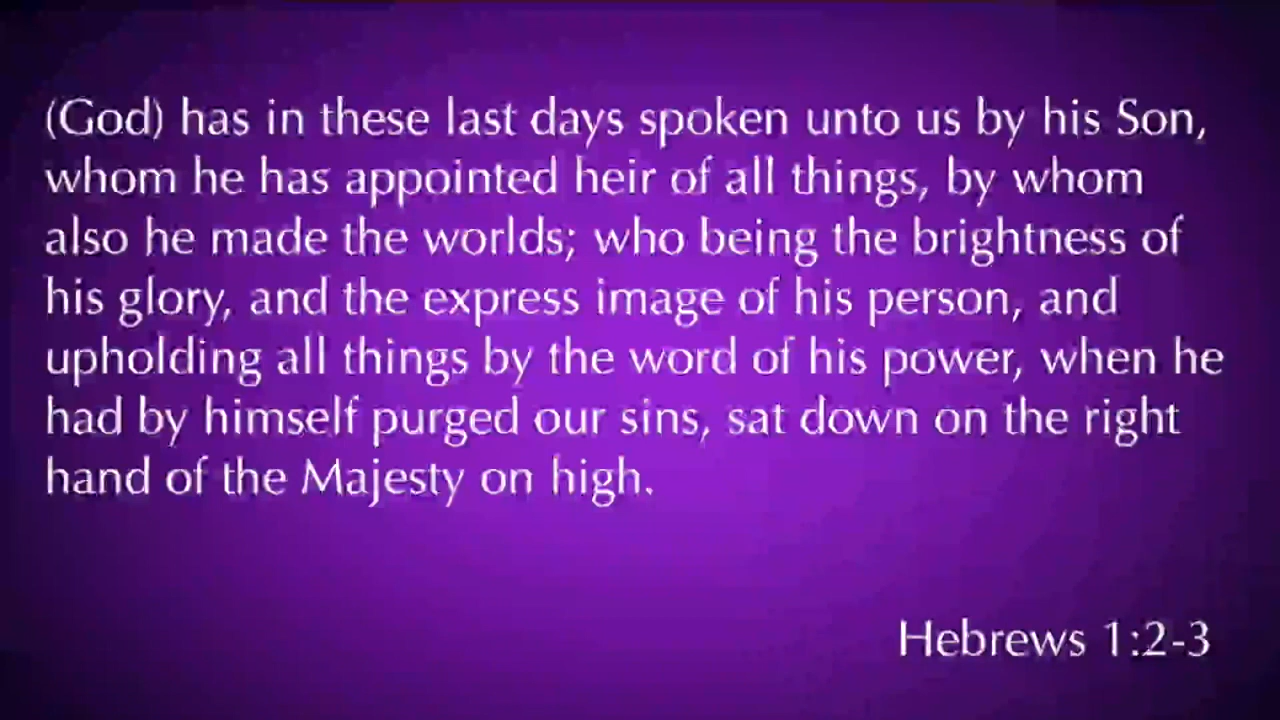 (God) has in these last days spoken unto us by his Son,
whom he has appointed heir of all things, by whom
also he made the worlds; who being the brightness of
his glory, and the express image of his person, and
upholding all things by the word of his power, when he
had by himself purged our sins, sat down on the right
hand of the Majesty on high.
Hebrews 1:2-3